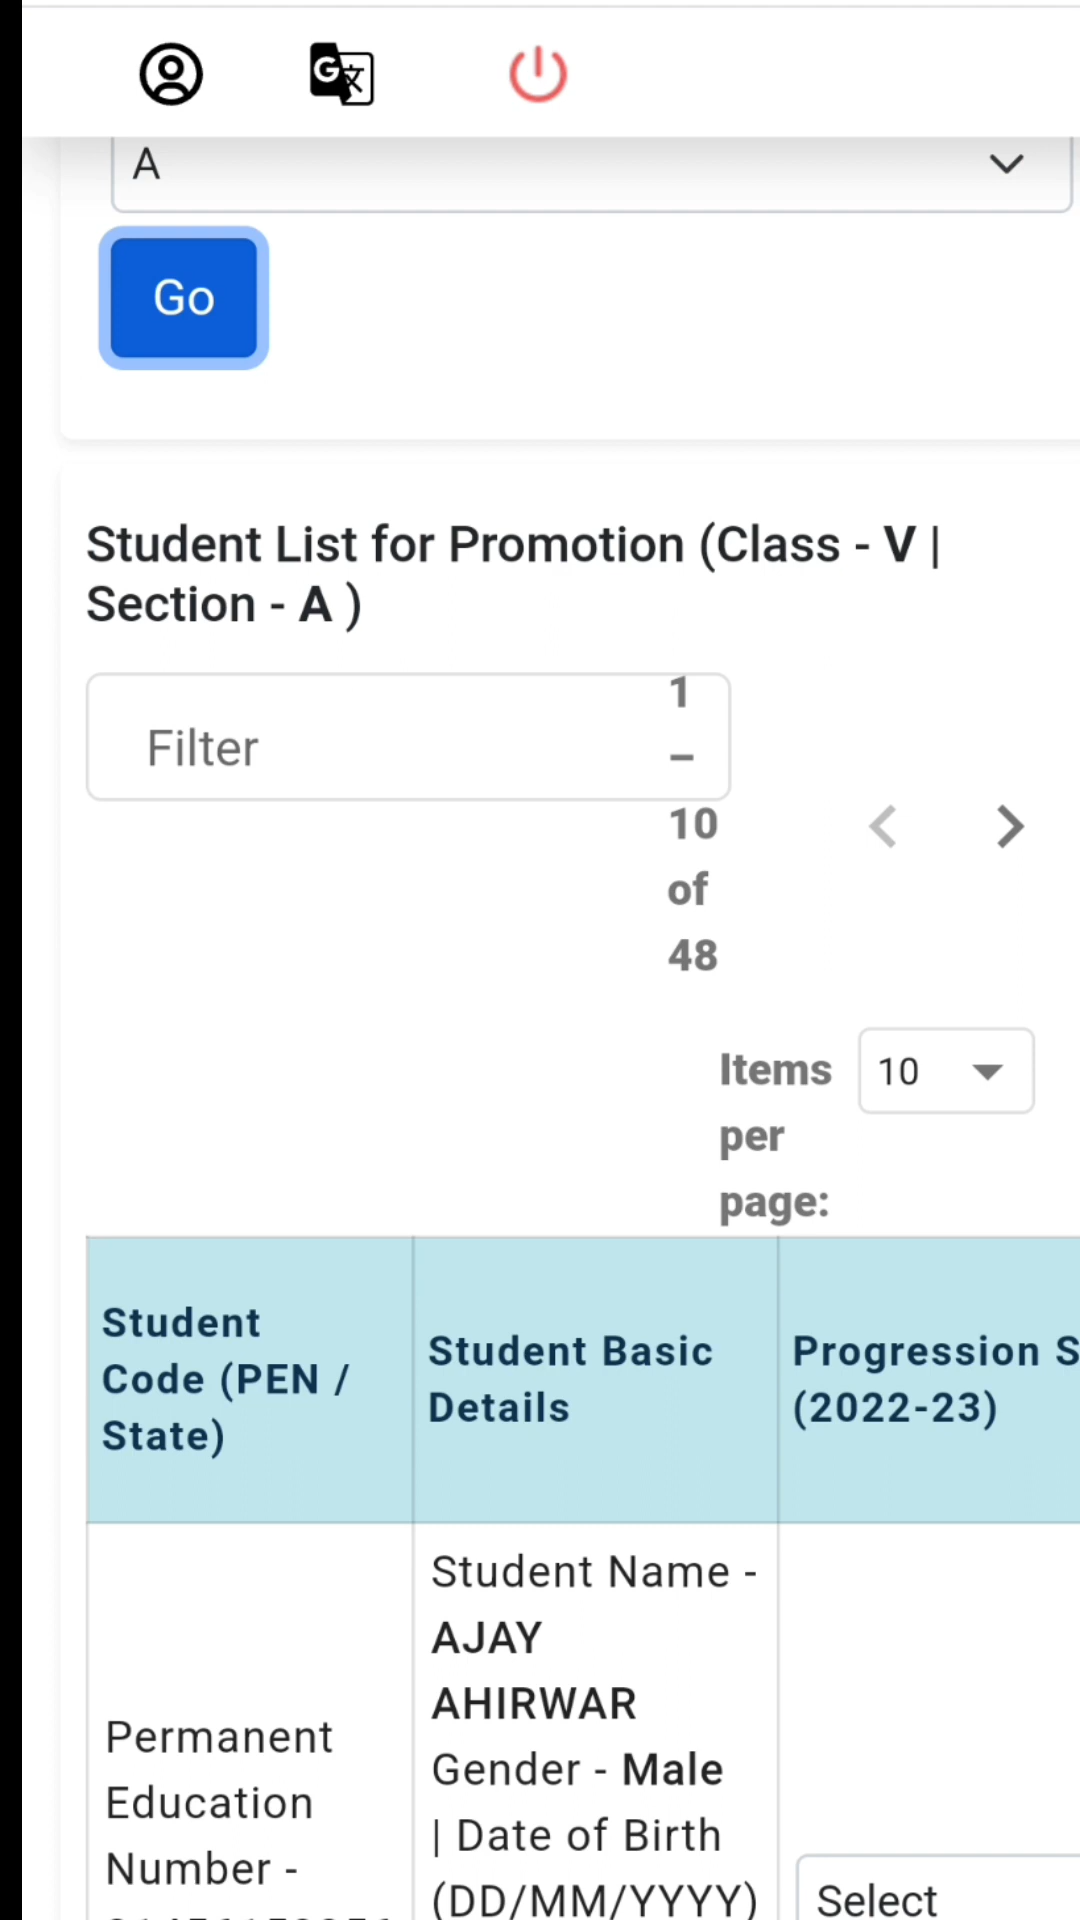 A
Go
Student List for Promotion (Class - V |
Section - A )
Filter
1
–
10
of
48
Items
per
page:
10
Student
Code (PEN /
State)
Student Basic
Details
Progression S
(2022-23)
Permanent
Education
Number -
Student Name -
AJAY
AHIRWAR
Gender - Male
| Date of Birth
(DD/MM/YYYY)
Select